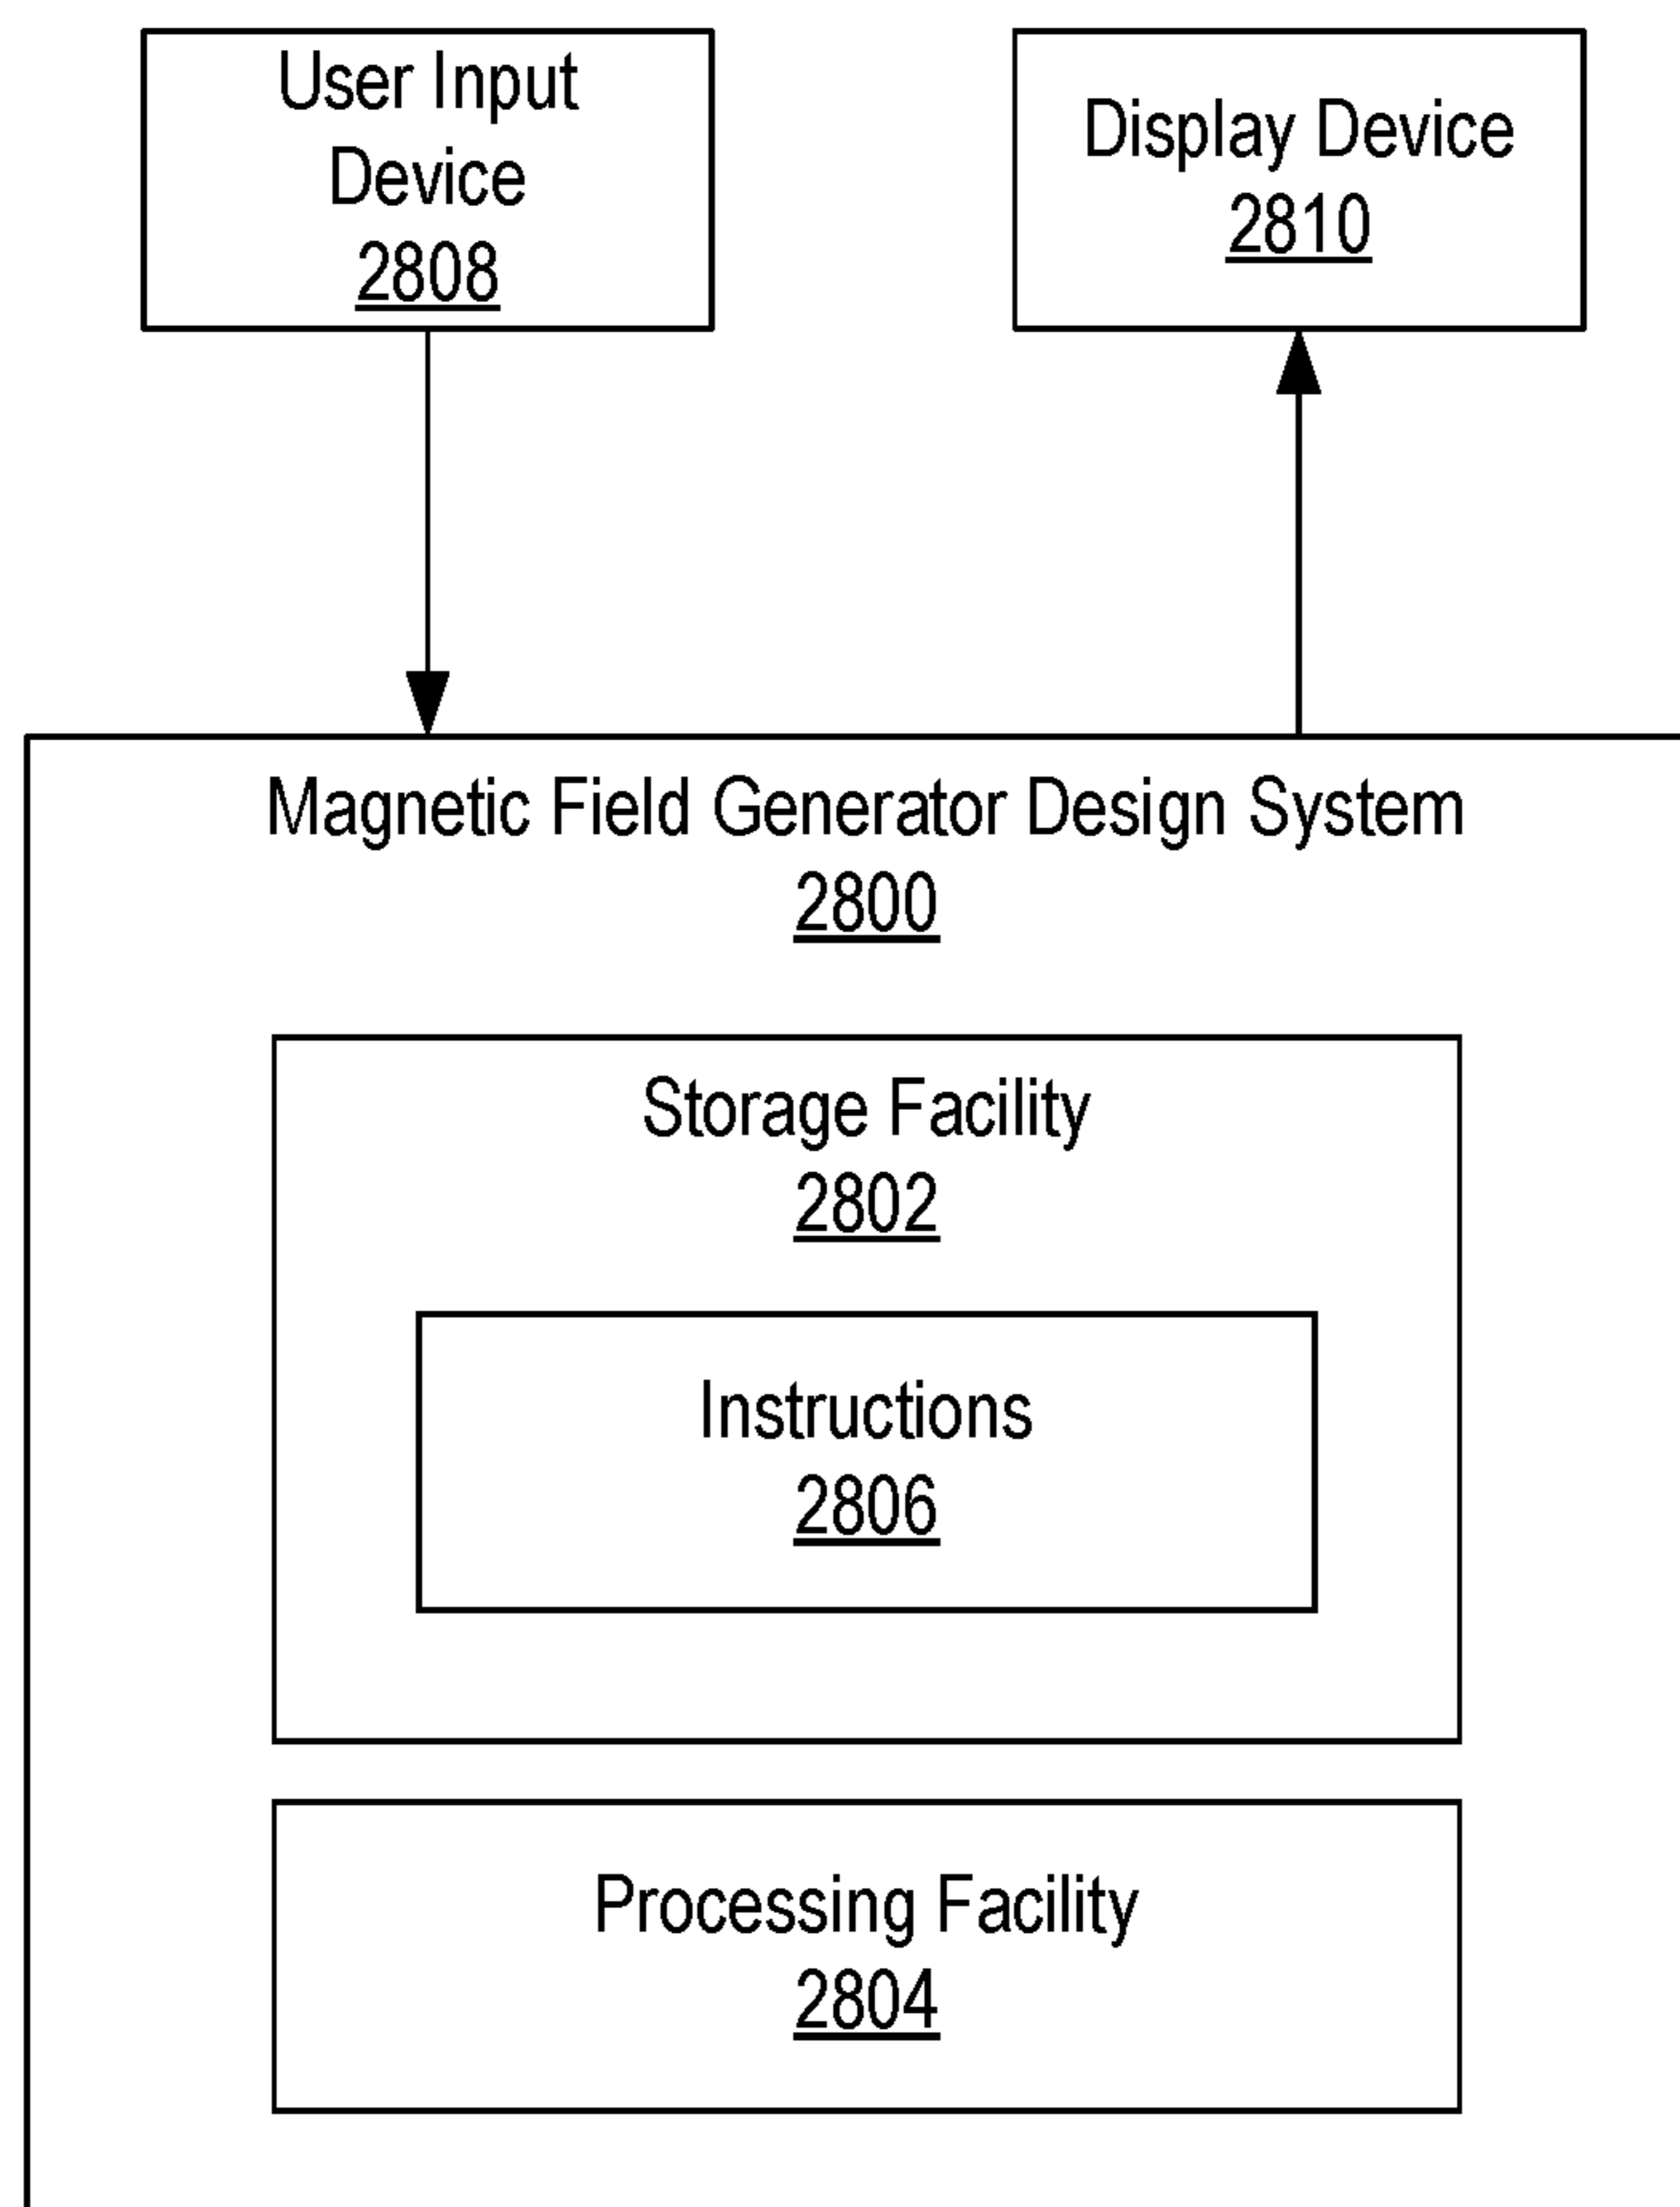 User Input
Device
2808
Display Device
2810
Magnetic Field Generator Design System
2800
Storage Facility
2802
Instructions
2806
Processing Facility
2804